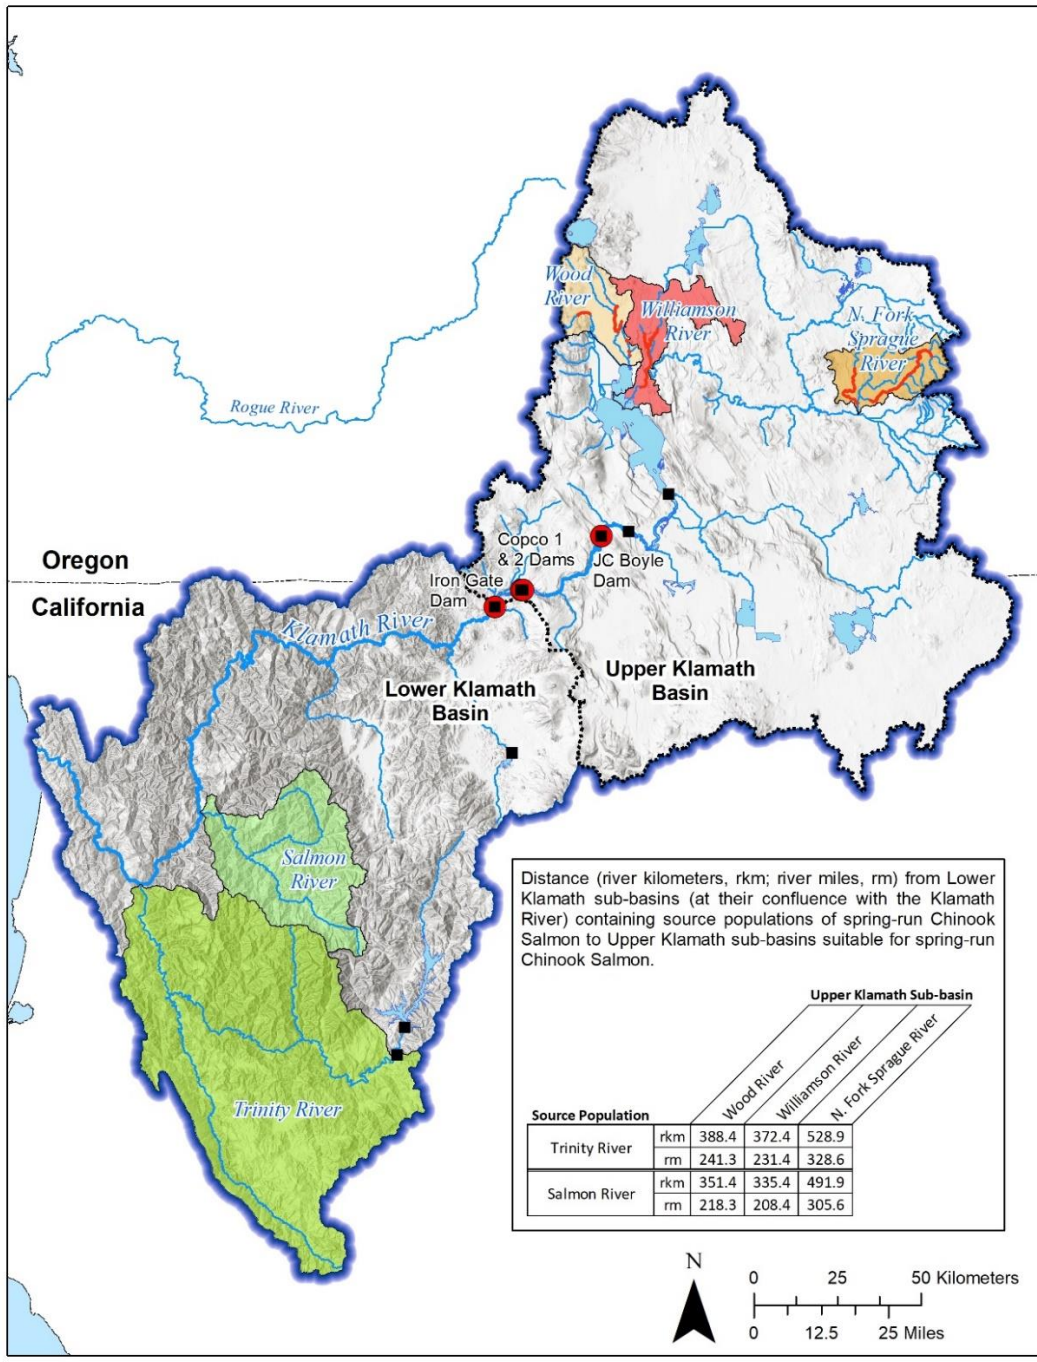 Wood
River
Williamson
River
N. Fork
Sprague
River
Rogue River
Oregon
California
Copco 1
& 2 Dams
JC Boyle
Dam
Iron Gate
Dam
Klamath River
Lower Klamath
Basin
Upper Klamath
Basin
Salmon
River
Trinity River
Distance (river kilometers, rkm; river miles, rm) from Lower
Klamath sub-basins (at their confluence with the Klamath
River) containing source populations of spring-run Chinook
Salmon to Upper Klamath sub-basins suitable for spring-run
Chinook Salmon.
Upper Klamath Sub-basin
Source Population Wood River Williamson River N. Fork Sprague River
Trinity River rkm 388.4 372.4 528.9
rm 241.3 231.4 328.6
Salmon River rkm 351.4 335.4 491.9
rm 218.3 208.4 305.6
N
0 25 50 Kilometers
0 12.5 25 Miles